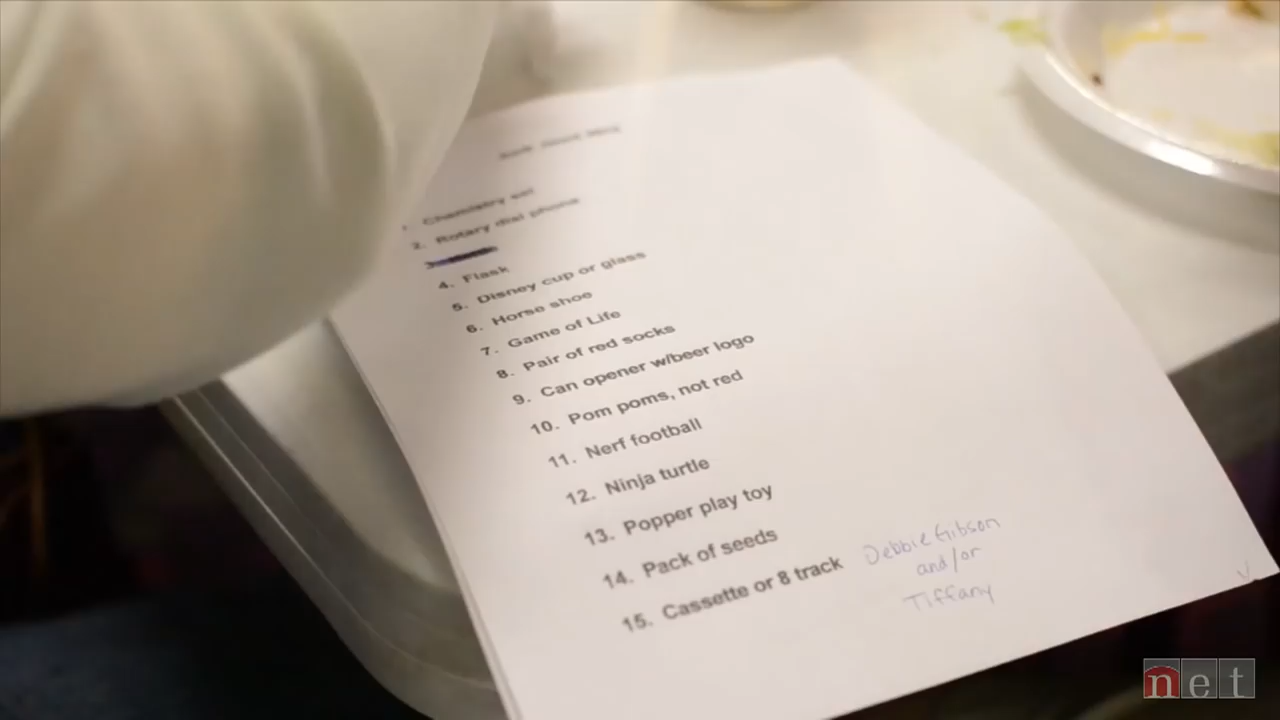 1. Chemistry set
2. Rotary dial phone
4. Flask
5. Disney cup or glass
6. Horse shoe
7. Game of Life
8. Pair of red socks
9. Can opener w/beer logo
10. Pom poms, not red
11. Nerf football
12. Ninja turtle
13. Popper play toy
14. Pack of seeds
15. Cassette or 8 track Debbie Gibson
and/or
Tiffany
net